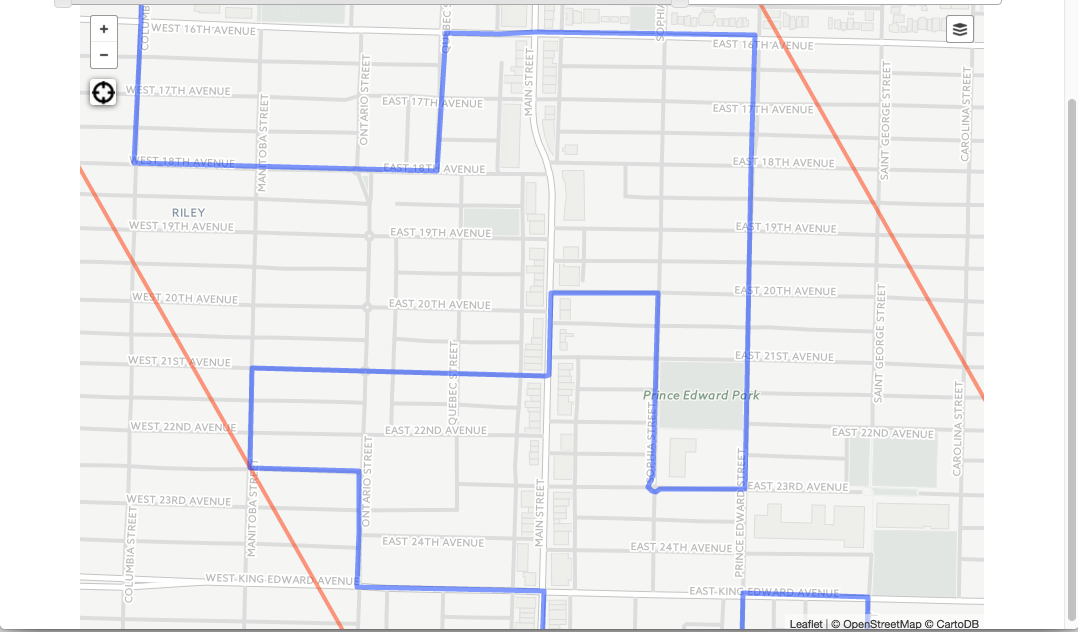 COLUMBIA
QUEBEC S
SOPHIA
+
WEST 16TH AVENUE
EAST 16TH AVENUE
−
WEST 17TH AVENUE
EAST 17TH AVENUE
EAST 17TH AVENUE
MANITOBA STREET
ONTARIO STREET
MAIN STREET
SAINT GEORGE STREET
CAROLINA STREET
WEST 18TH AVENUE
EAST 18TH AVENUE
EAST 18TH AVENUE
RILEY
WEST 19TH AVENUE
EAST 19TH AVENUE
EAST 19TH AVENUE
WEST 20TH AVENUE
EAST 20TH AVENUE
EAST 20TH AVENUE
SAINT GEORGE STREET
WEST 21ST AVENUE
QUEBEC STREET
EAST 21ST AVENUE
Prince Edward Park
CAROLINA STREET
WEST 22ND AVENUE
EAST 22ND AVENUE
EAST 22ND AVENUE
SOPHIA STREET
ONTARIO STREET
MANITOBA STREET
MAIN STREET
PRINCE EDWARD STREET
WEST 23RD AVENUE
EAST 23RD AVENUE
COLUMBIA STREET
EAST 24TH AVENUE
EAST 24TH AVENUE
WEST KING EDWARD AVENUE
EAST KING EDWARD AVENUE
Leaflet | © OpenStreetMap © CartoDB